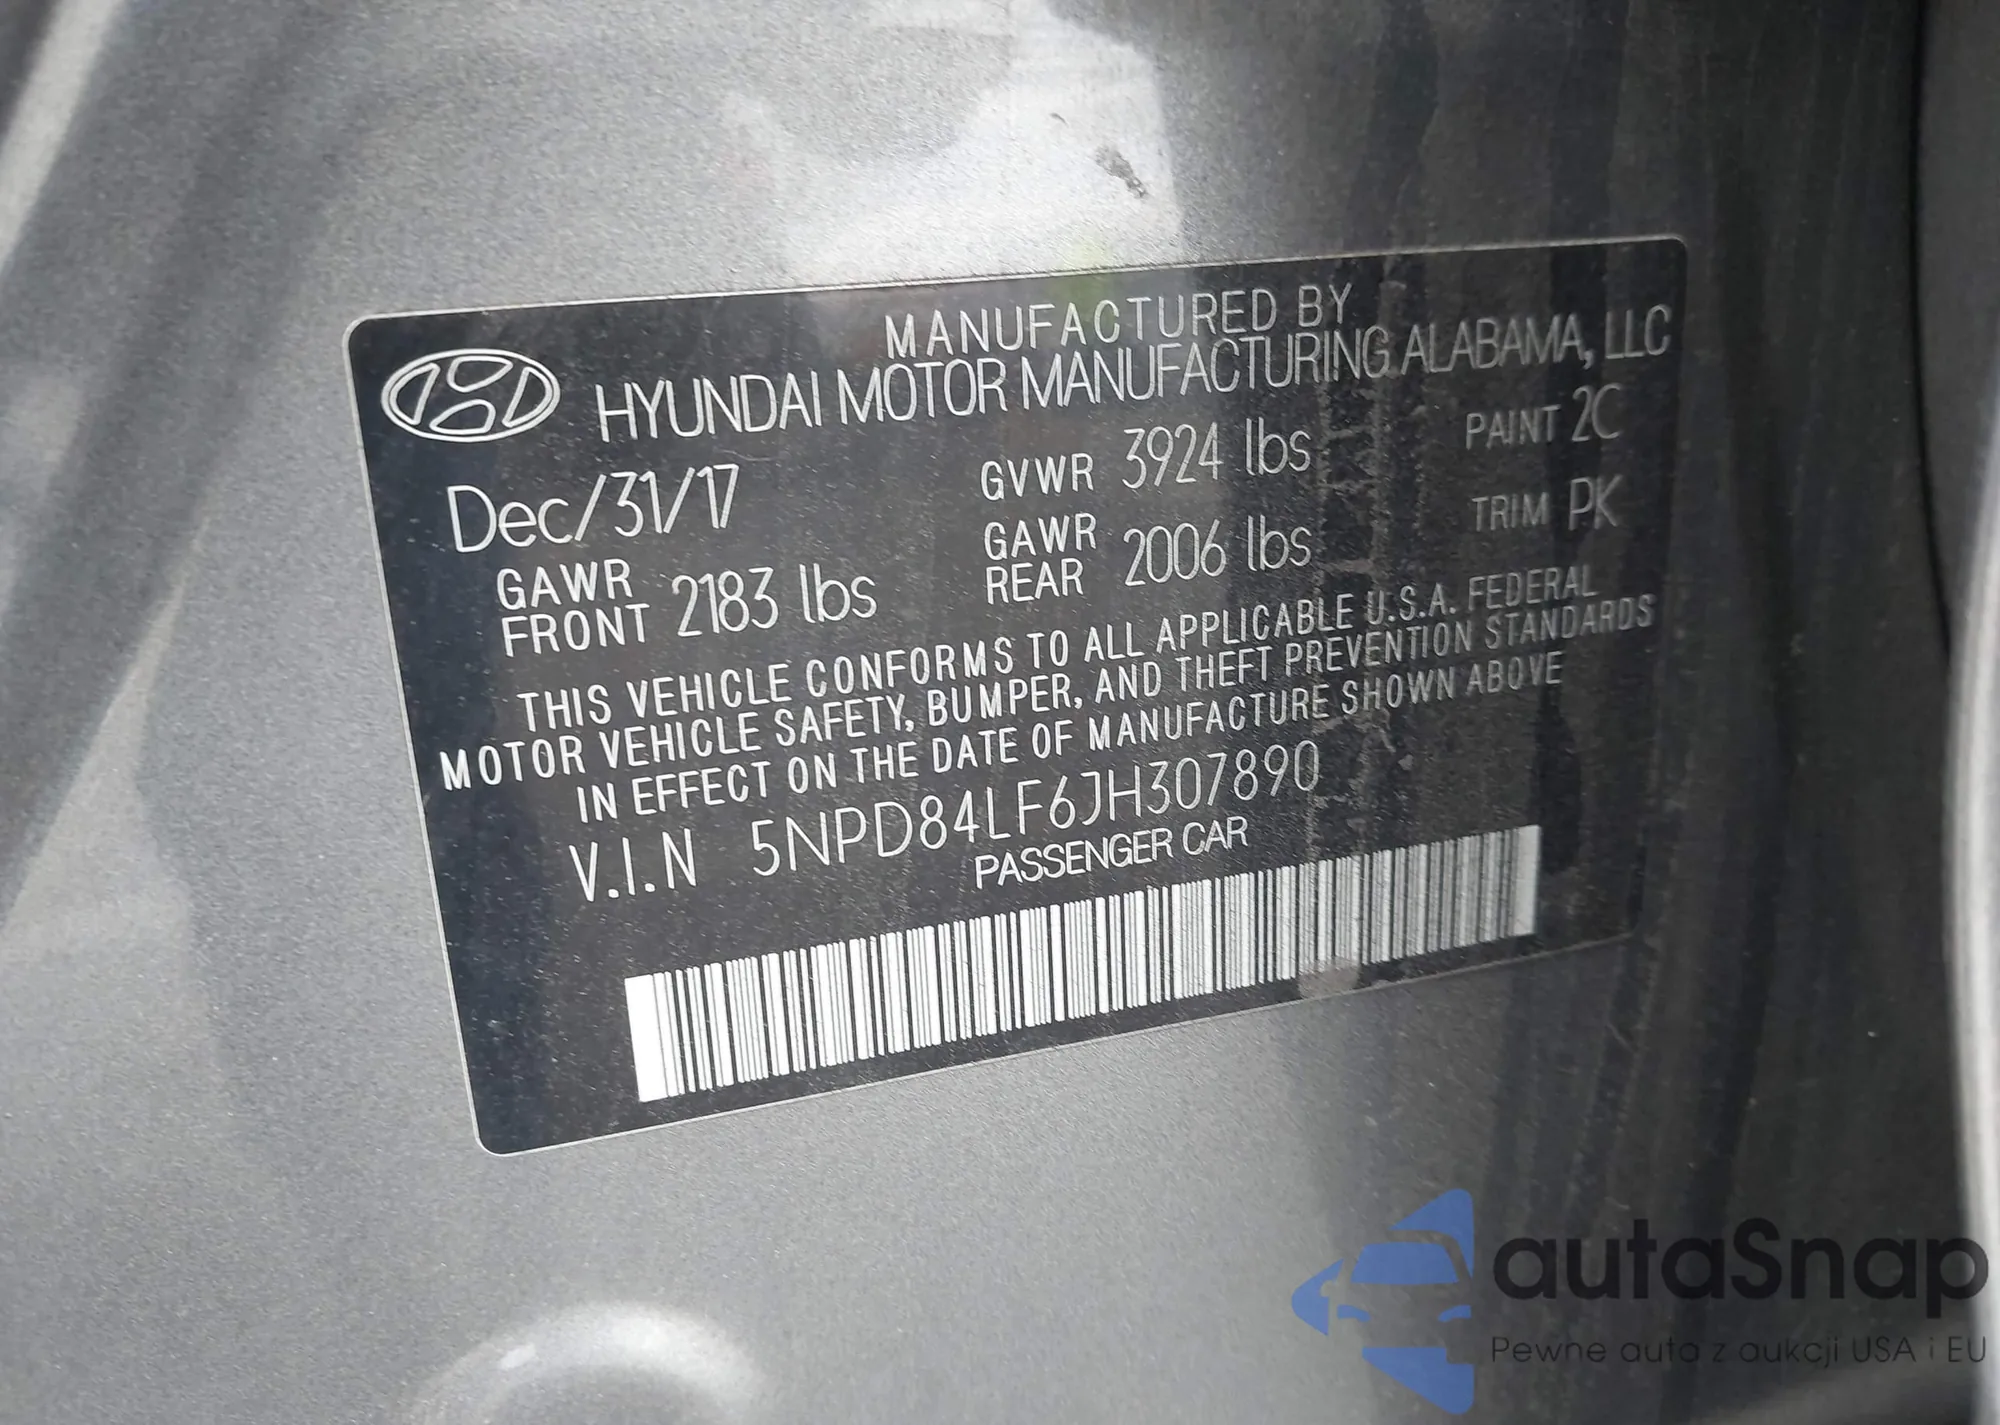 MANUFACTURED BY
HYUNDAI MOTOR MANUFACTURING ALABAMA, LLC
Dec/31/17 GVWR 3924 lbs PAINT 2C
GAWR FRONT 2183 lbs GAWR REAR 2006 lbs TRIM PK
THIS VEHICLE CONFORMS TO ALL APPLICABLE U.S.A. FEDERAL
MOTOR VEHICLE SAFETY, BUMPER, AND THEFT PREVENTION STANDARDS
IN EFFECT ON THE DATE OF MANUFACTURE SHOWN ABOVE
V.I.N 5NPD84LF6JH307890
PASSENGER CAR
autaSnap
Pewne auta z aukcji USA i EU